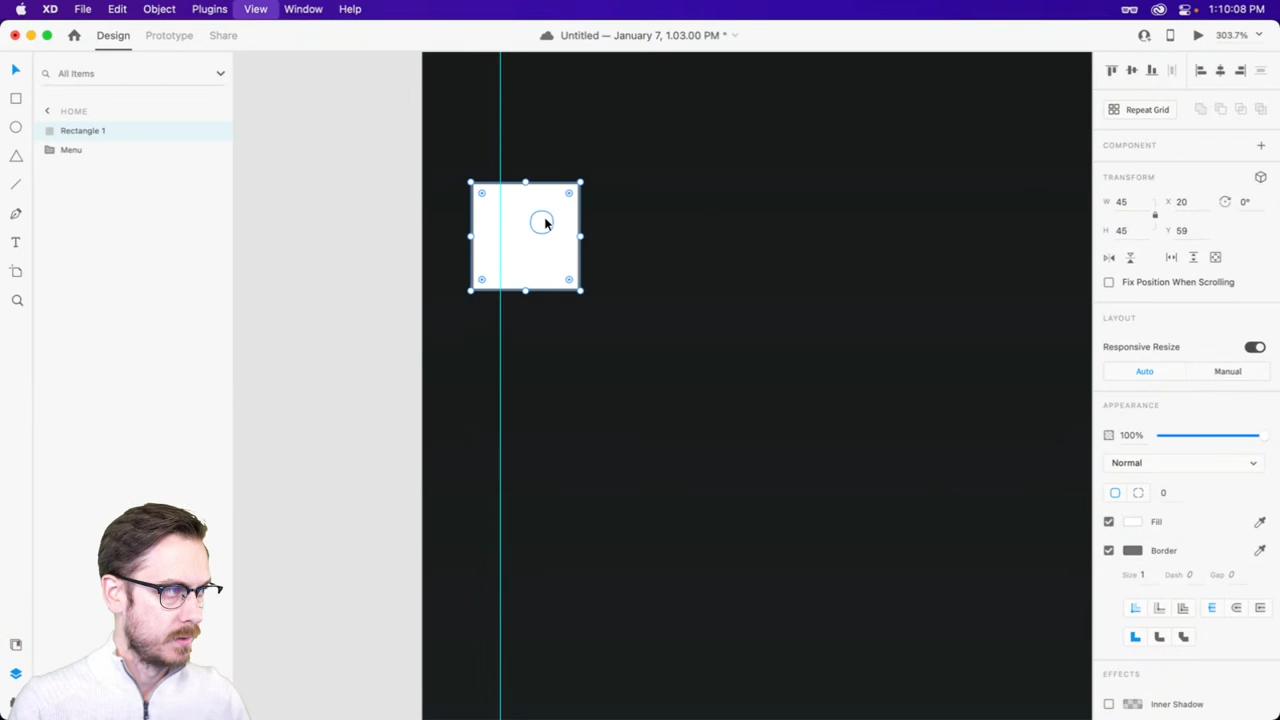 XD File Edit Object Plugins View Window Help 1:10:08 PM
Design Prototype Share Untitled — January 7, 1.03.00 PM * 303.7%
All Items
HOME
Rectangle 1
Menu
Repeat Grid
COMPONENT
TRANSFORM
W 45 X 20 0°
H 45 Y 59
Fix Position When Scrolling
LAYOUT
Responsive Resize
Auto Manual
APPEARANCE
100%
Normal
0
Fill
Border
Size 1 Dash 0 Gap 0
EFFECTS
Inner Shadow